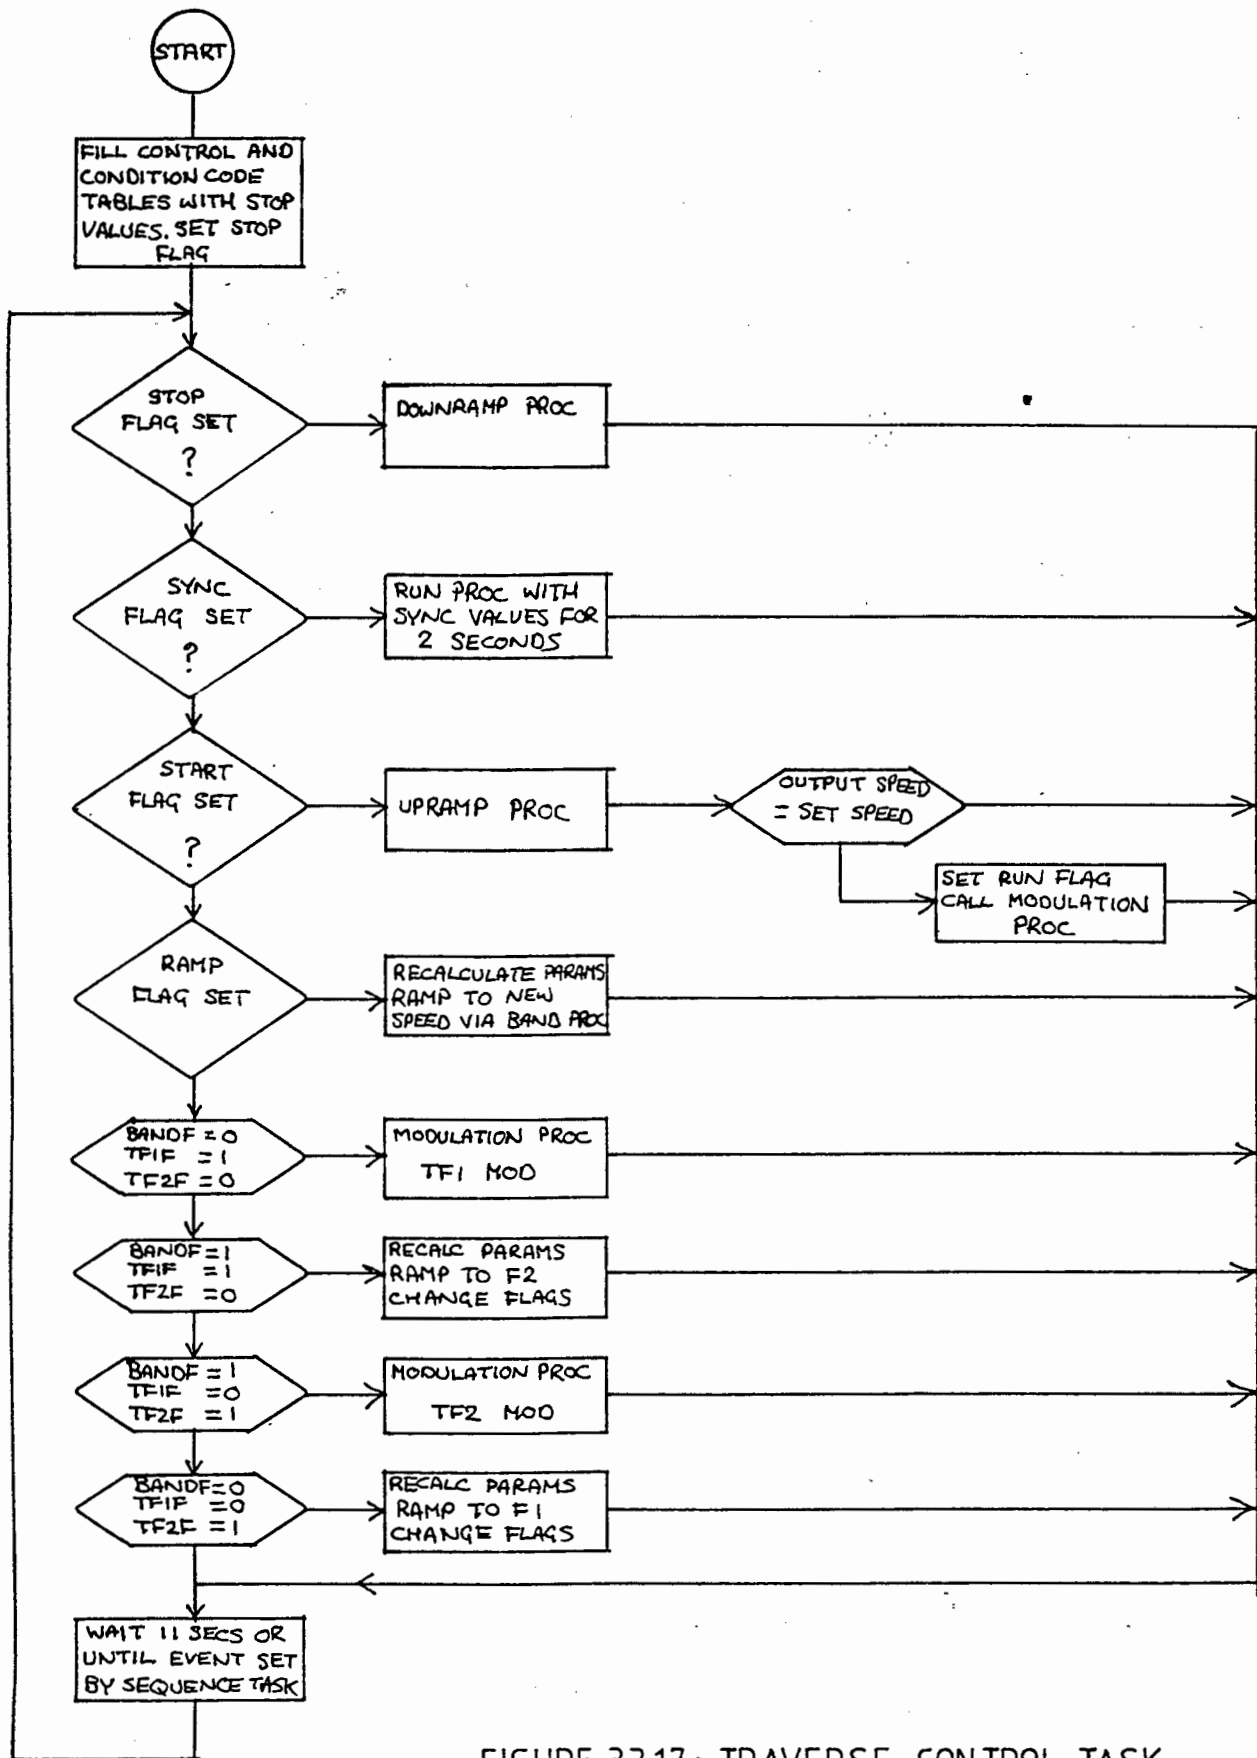 START
FILL CONTROL AND
CONDITION CODE
TABLES WITH STOP
VALUES. SET STOP
FLAG
STOP
FLAG SET
?
DOWNRAMP PROC
SYNC
FLAG SET
?
RUN PROC WITH
SYNC VALUES FOR
2 SECONDS
START
FLAG SET
?
UPRAMP PROC
OUTPUT SPEED
= SET SPEED
SET RUN FLAG
CALL MODULATION
PROC
RAMP
FLAG SET
RECALCULATE PARAMS
RAMP TO NEW
SPEED VIA BAND PROC
BANDF = 0
TF1F = 1
TF2F = 0
MODULATION PROC
TF1 MOD
BANDF = 1
TF1F = 1
TF2F = 0
RECALC PARAMS
RAMP TO F2
CHANGE FLAGS
BANDF = 1
TF1F = 0
TF2F = 1
MODULATION PROC
TF2 MOD
BANDF = 0
TF1F = 0
TF2F = 1
RECALC PARAMS
RAMP TO F1
CHANGE FLAGS
WAIT 11 SECS OR
UNTIL EVENT SET
BY SEQUENCE TASK